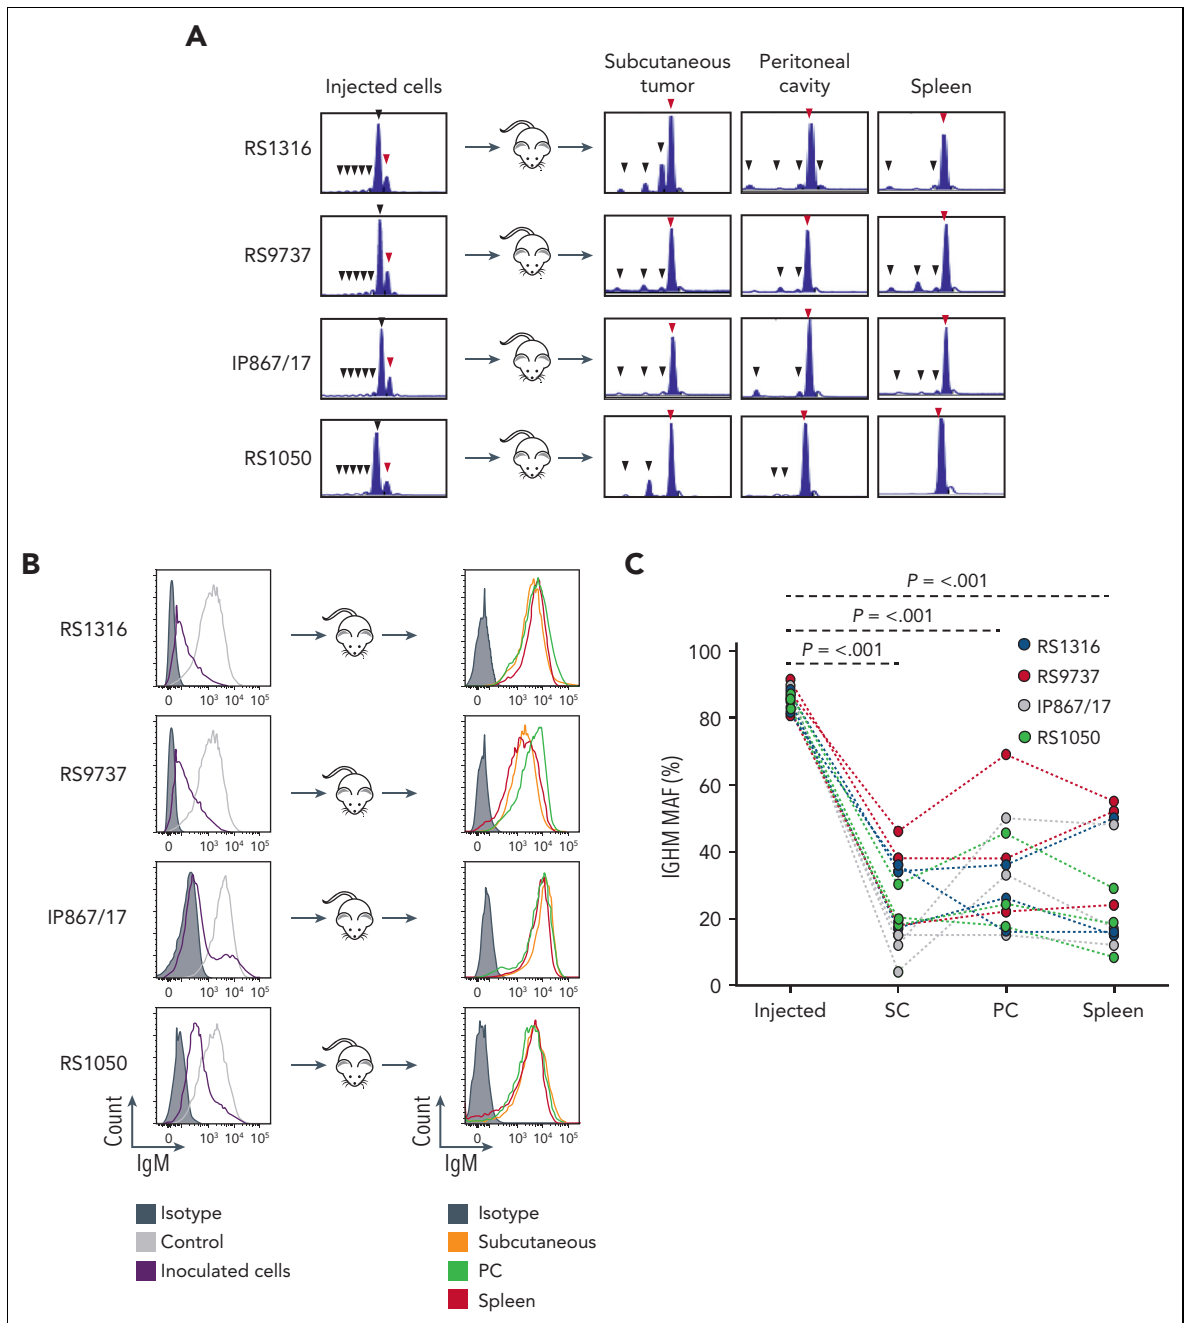 A
Injected cells
Subcutaneous
tumor
Peritoneal
cavity
Spleen
RS1316
RS9737
IP867/17
RS1050
B
RS1316
0 10³ 10⁴ 10⁵
0 10³ 10⁴ 10⁵
RS9737
0 10³ 10⁴ 10⁵
0 10³ 10⁴ 10⁵
IP867/17
0 10³ 10⁴ 10⁵
0 10³ 10⁴ 10⁵
RS1050
0 10³ 10⁴ 10⁵
0 10³ 10⁴ 10⁵
Count
IgM
Count
IgM
Isotype
Control
Inoculated cells
Isotype
Subcutaneous
PC
Spleen
C
P = <.001
P = <.001
P = <.001
RS1316
RS9737
IP867/17
RS1050
IGHM MAF (%)
100
80
60
40
20
0
Injected SC PC Spleen